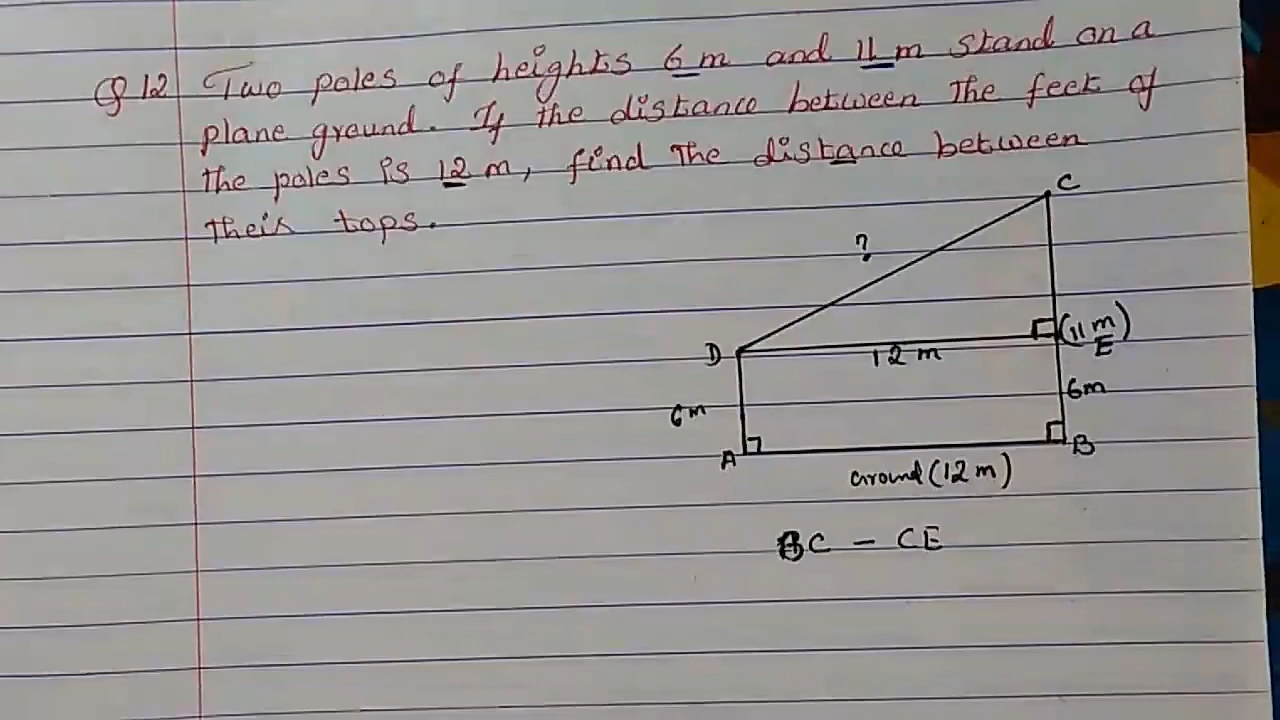 Q 12 Two poles of heights 6 m and 11 m stand on a
plane ground. If the distance between The feet of
the poles is 12 m, find The distance between
their tops.
C
?
D
12 m
(11 m)
E
6m
6m
A
B
Ground (12 m)
BC - CE